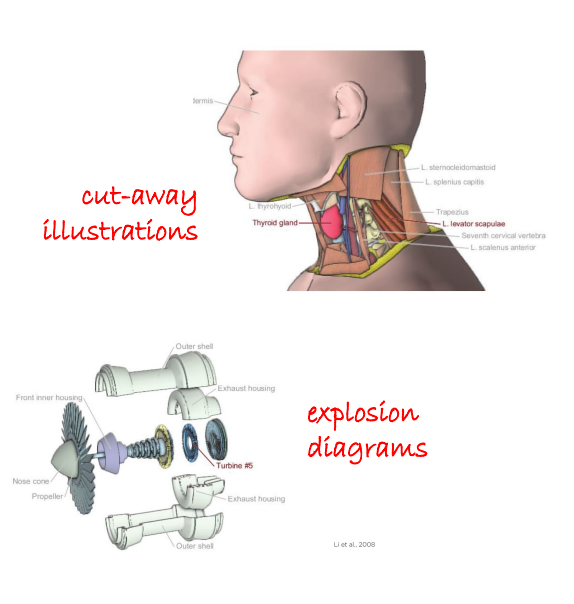 termis
L. sternocleidomastoid
L. splenius capitis
cut-away
illustrations
L. thyrohyoid
Trapezius
Thyroid gland
L. levator scapulae
Seventh cervical vertebra
L. scalenus anterior
Outer shell
Exhaust housing
Front inner housing
explosion
diagrams
Turbine #5
Nose cone
Propeller
Exhaust housing
Outer shell
Li et al., 2008